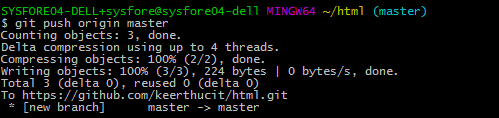 SYSFORE04-DELL+sysfore@sysfore04-dell MINGW64 ~/html (master)
$ git push origin master
Counting objects: 3, done.
Delta compression using up to 4 threads.
Compressing objects: 100% (2/2), done.
Writing objects: 100% (3/3), 224 bytes | 0 bytes/s, done.
Total 3 (delta 0), reused 0 (delta 0)
To https://github.com/keerthucit/html.git
 * [new branch]      master -> master